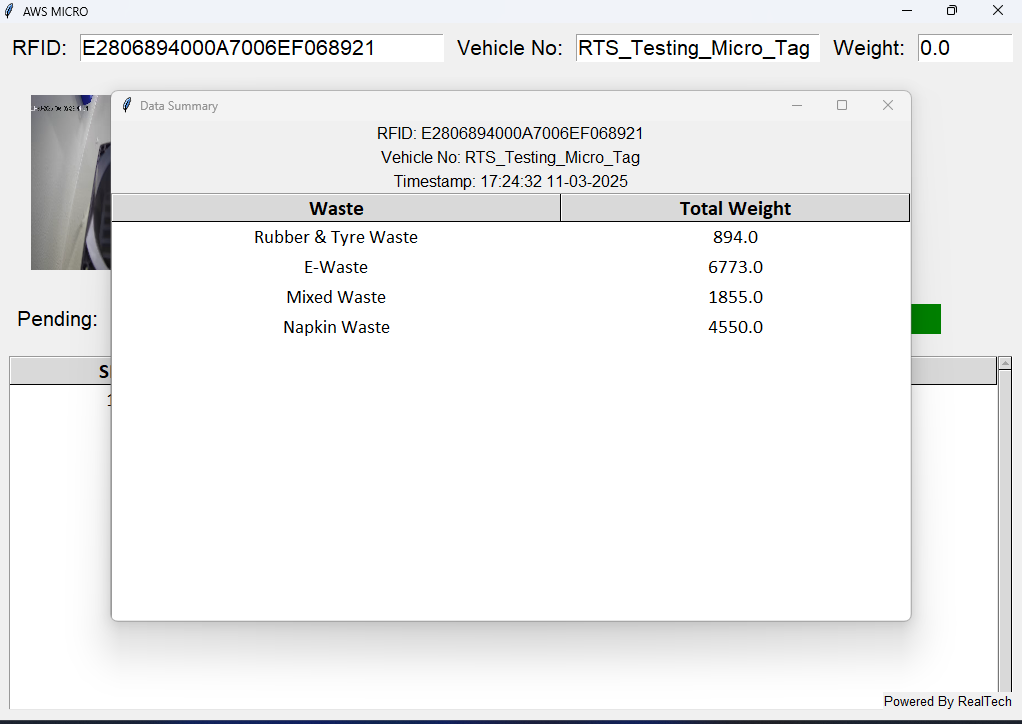 AWS MICRO
RFID: E2806894000A7006EF068921 Vehicle No: RTS_Testing_Micro_Tag Weight: 0.0
Data Summary
RFID: E2806894000A7006EF068921
Vehicle No: RTS_Testing_Micro_Tag
Timestamp: 17:24:32 11-03-2025
Waste Total Weight
Rubber & Tyre Waste 894.0
E-Waste 6773.0
Mixed Waste 1855.0
Napkin Waste 4550.0
Pending:
Powered By RealTech